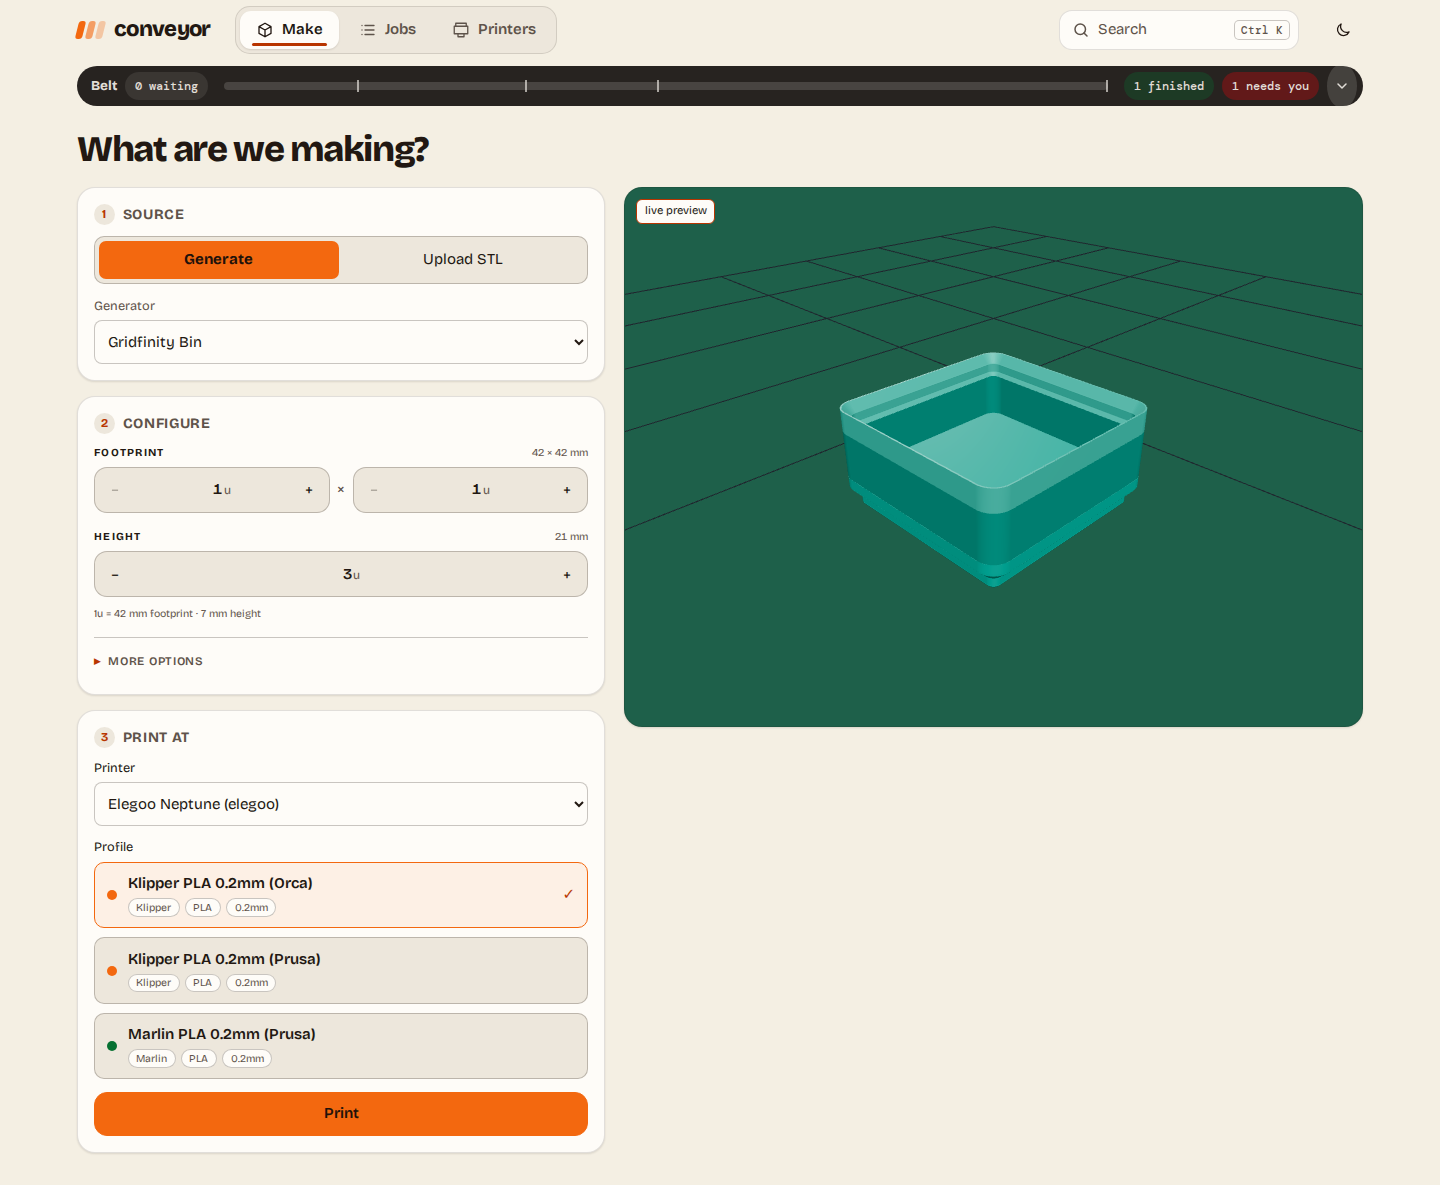 conveyor
Make
Jobs
Printers
Search
Ctrl K
Belt
0 waiting
1 finished
1 needs you
What are we making?
1 SOURCE
Generate
Upload STL
Generator
Gridfinity Bin
2 CONFIGURE
FOOTPRINT
42 × 42 mm
− 1 u + × − 1 u +
HEIGHT
21 mm
− 3 u +
1u = 42 mm footprint · 7 mm height
▶ MORE OPTIONS
3 PRINT AT
Printer
Elegoo Neptune (elegoo)
Profile
Klipper PLA 0.2mm (Orca)
✓
Klipper PLA 0.2mm
Klipper PLA 0.2mm (Prusa)
Klipper PLA 0.2mm
Marlin PLA 0.2mm (Prusa)
Marlin PLA 0.2mm
Print
live preview